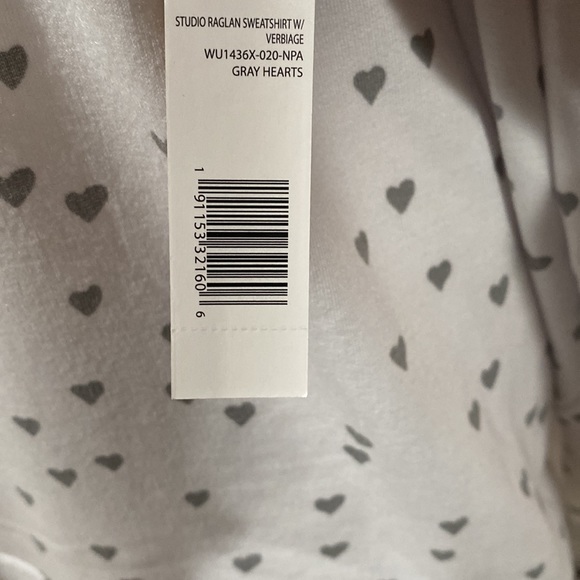 STUDIO RAGLAN SWEATSHIRT W/
VERBIAGE
WU1436X-020-NPA
GRAY HEARTS
1 91153 32160 6